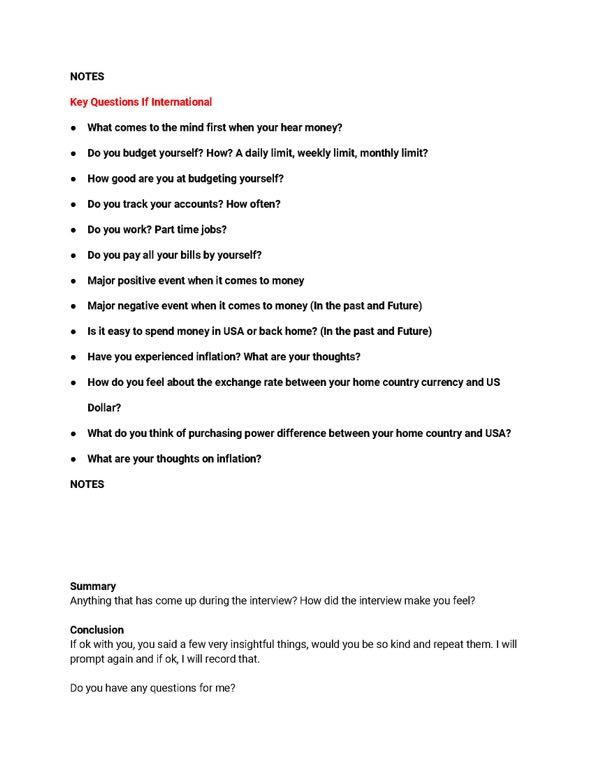 NOTES
Key Questions If International
● What comes to the mind first when your hear money?
● Do you budget yourself? How? A daily limit, weekly limit, monthly limit?
● How good are you at budgeting yourself?
● Do you track your accounts? How often?
● Do you work? Part time jobs?
● Do you pay all your bills by yourself?
● Major positive event when it comes to money
● Major negative event when it comes to money (In the past and Future)
● Is it easy to spend money in USA or back home? (In the past and Future)
● Have you experienced inflation? What are your thoughts?
● How do you feel about the exchange rate between your home country currency and US
Dollar?
● What do you think of purchasing power difference between your home country and USA?
● What are your thoughts on inflation?
NOTES
Summary
Anything that has come up during the interview? How did the interview make you feel?
Conclusion
If ok with you, you said a few very insightful things, would you be so kind and repeat them. I will
prompt again and if ok, I will record that.
Do you have any questions for me?